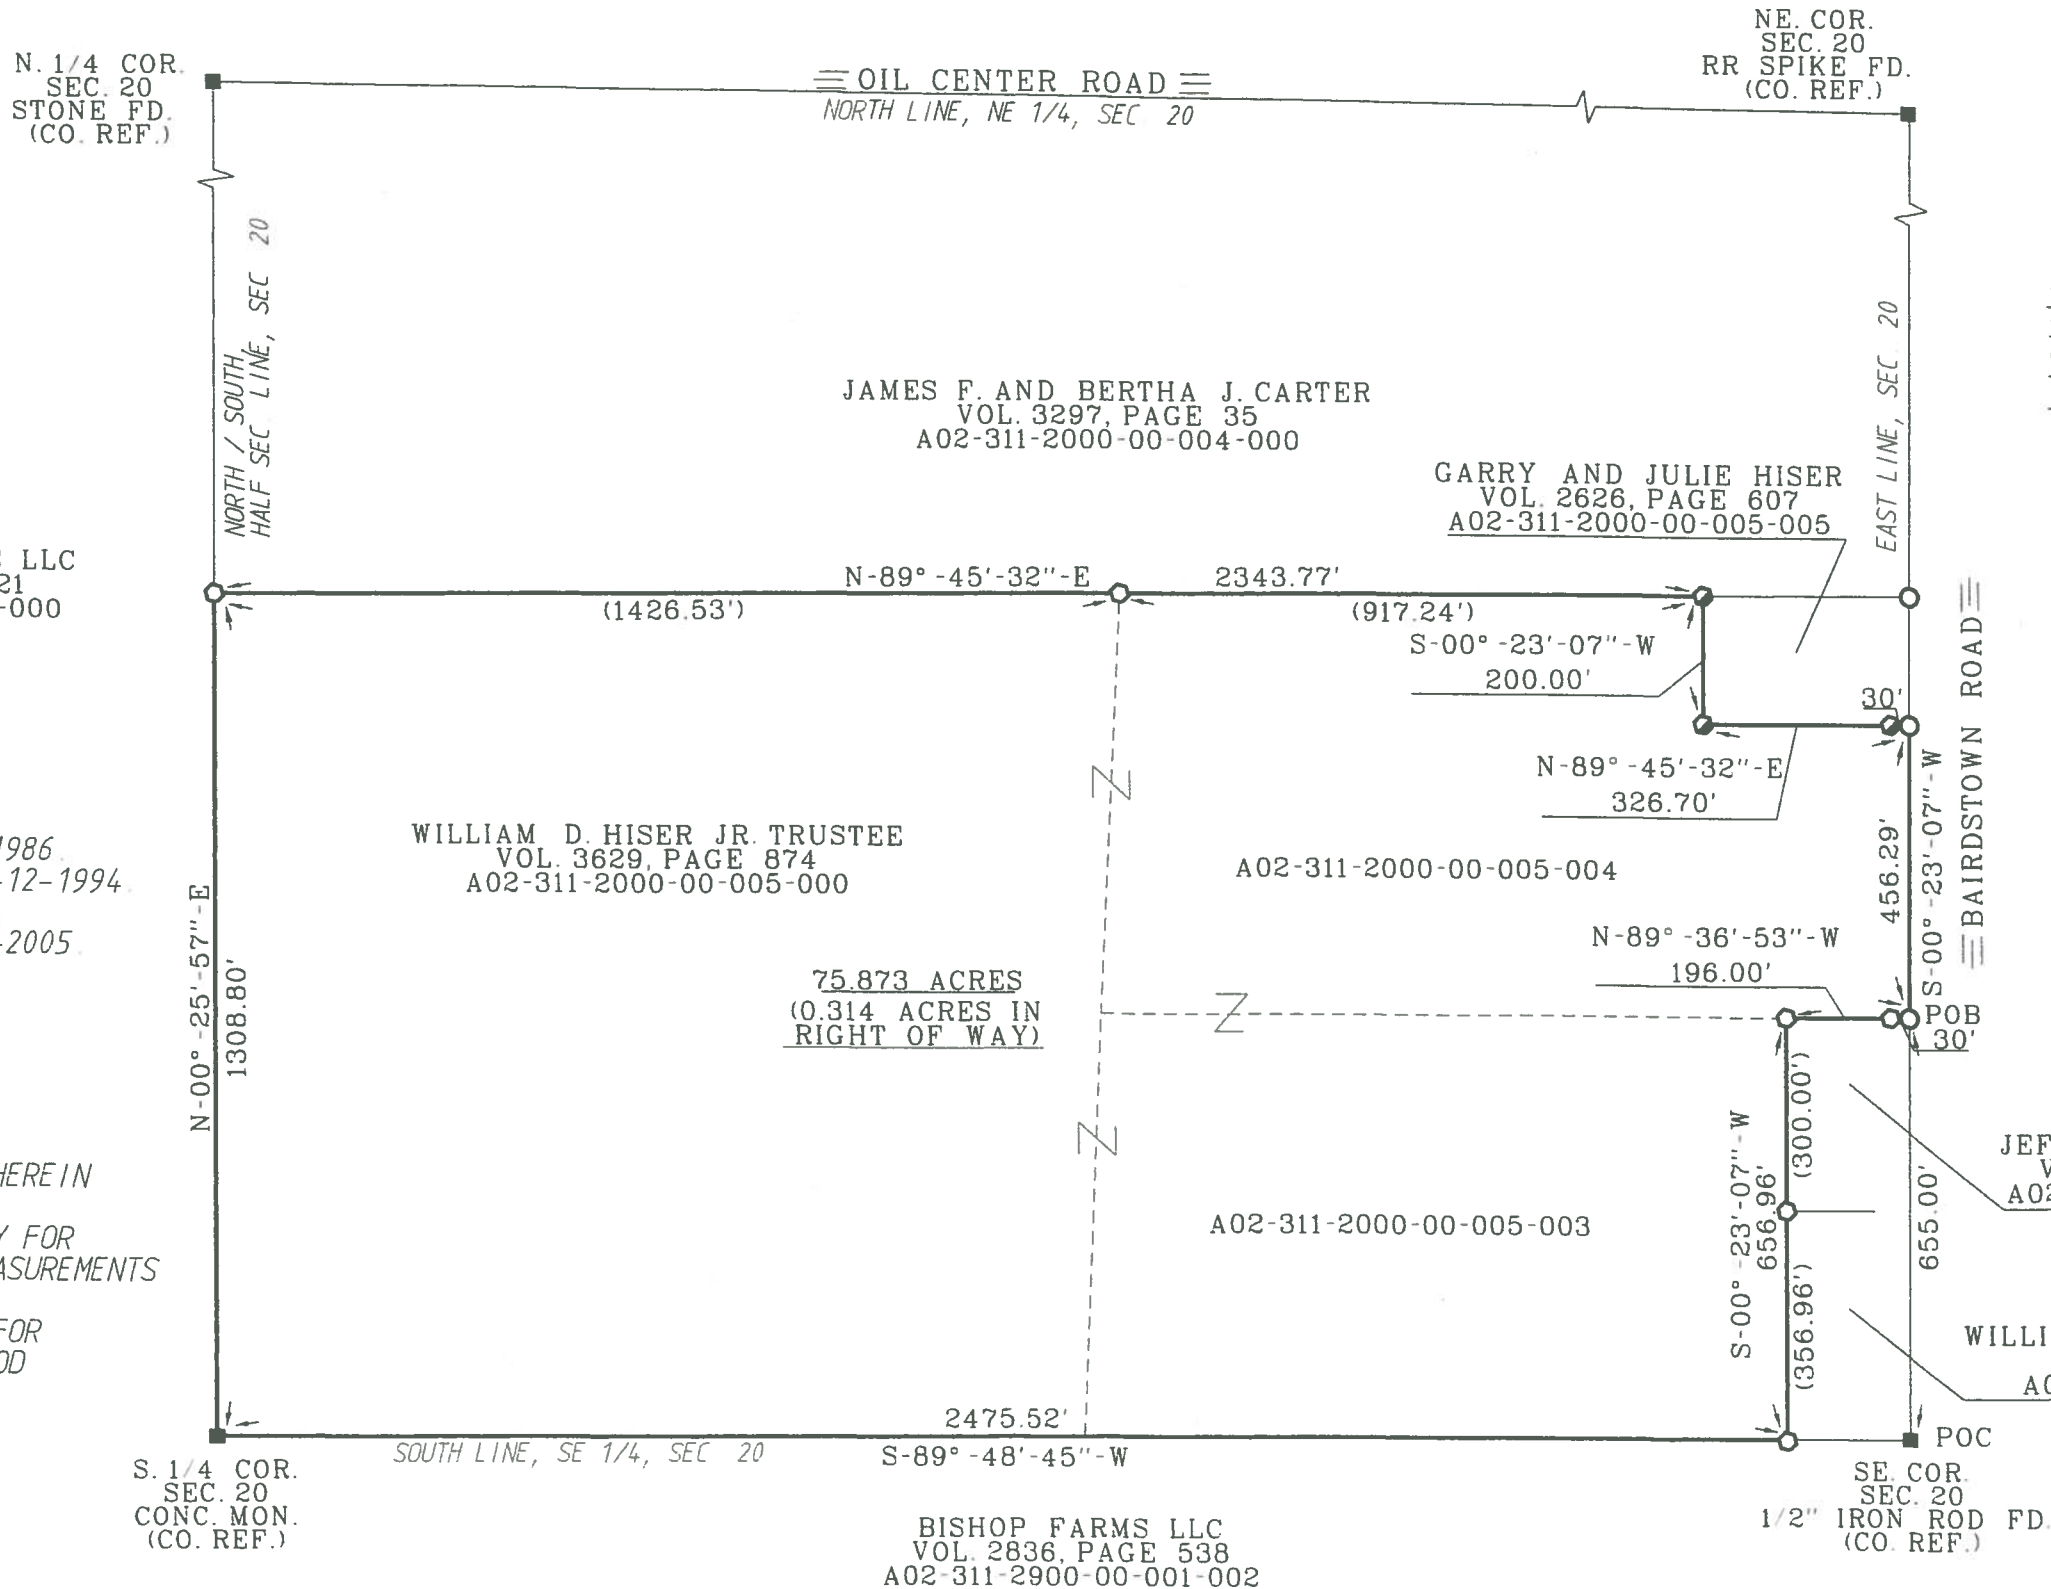 N. 1/4 COR.
SEC. 20
STONE FD.
(CO. REF.)
OIL CENTER ROAD
NORTH LINE, NE 1/4, SEC 20
NE. COR.
SEC. 20
RR SPIKE FD.
(CO. REF.)
NORTH / SOUTH,
HALF SEC LINE, SEC 20
EAST LINE, SEC 20
JAMES F. AND BERTHA J. CARTER
VOL. 3297, PAGE 35
A02-311-2000-00-004-000
GARRY AND JULIE HISER
VOL. 2626, PAGE 607
A02-311-2000-00-005-005
LLC
21
-000
N-89°-45'-32"-E
2343.77'
(1426.53')
(917.24')
S-00°-23'-07"-W
200.00'
30'
BAIRDSTOWN ROAD
N-89°-45'-32"-E
326.70'
456.29'
S-00°-23'-07"-W
WILLIAM D. HISER JR. TRUSTEE
VOL. 3629, PAGE 874
A02-311-2000-00-005-000
A02-311-2000-00-005-004
1986.
-12-1994.
-2005.
N-00°-25'-57"-E
1308.80'
Z
75.873 ACRES
(0.314 ACRES IN
RIGHT OF WAY)
Z
N-89°-36'-53"-W
196.00'
POB
30'
Z
HEREIN
Y FOR
ASUREMENTS
FOR
OD
A02-311-2000-00-005-003
S-00°-23'-07"-W
656.96'
(300.00')
(356.96')
655.00'
JEF
V
A02
WILLI
A0
2475.52'
SOUTH LINE, SE 1/4, SEC 20
S-89°-48'-45"-W
POC
S. 1/4 COR.
SEC. 20
CONC. MON.
(CO. REF.)
SE. COR.
SEC. 20
1/2" IRON ROD FD.
(CO. REF.)
BISHOP FARMS LLC
VOL. 2836, PAGE 538
A02-311-2900-00-001-002